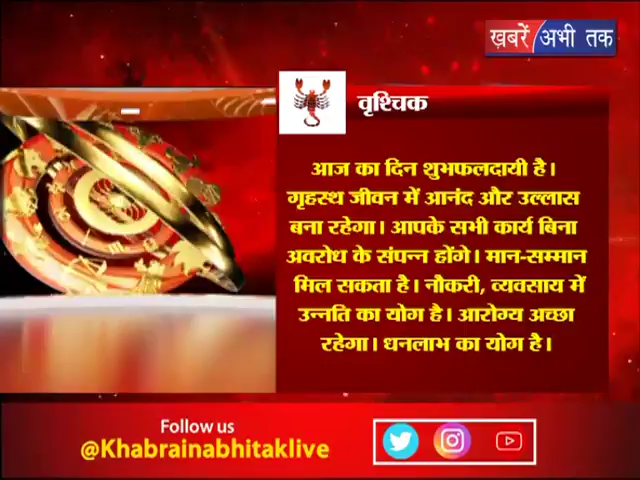 ख़बरें अभी तक
वृश्चिक
आज का दिन शुभफलदायी है।
गृहस्थ जीवन में आनंद और उल्लास
बना रहेगा। आपके सभी कार्य बिना
अवरोध के संपन्न होंगे। मान-सम्मान
मिल सकता है। नौकरी, व्यवसाय में
उन्नति का योग है। आरोग्य अच्छा
रहेगा। धनलाभ का योग है।
Follow us
@Khabrainabhitaklive